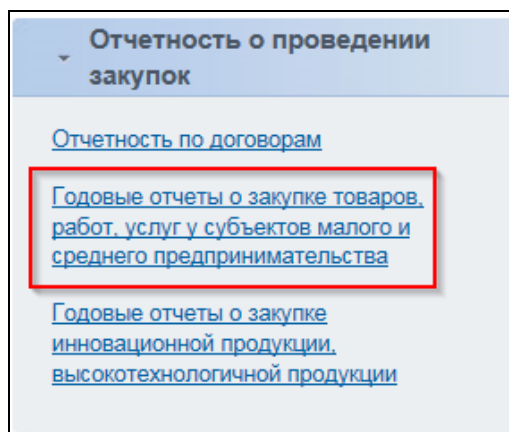 Отчетность о проведении
закупок
Отчетность по договорам
Годовые отчеты о закупке товаров,
работ, услуг у субъектов малого и
среднего предпринимательства
Годовые отчеты о закупке
инновационной продукции,
высокотехнологичной продукции